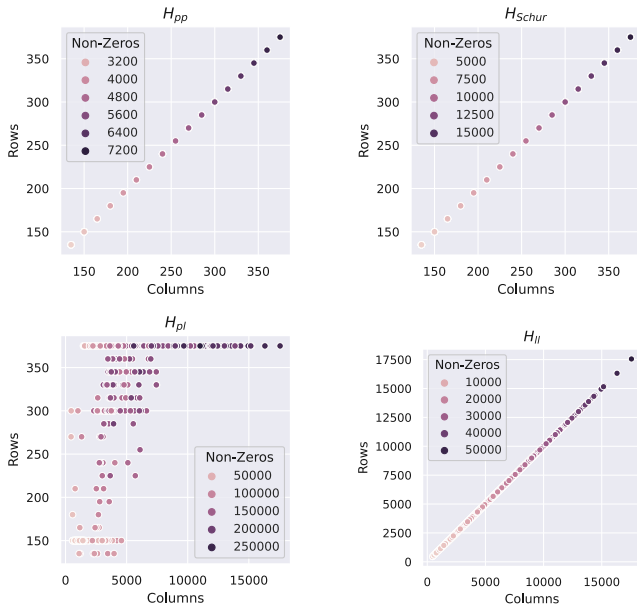 H_pp
Non-Zeros
3200
4000
4800
5600
6400
7200
350
300
250
200
150
Rows
150 200 250 300 350
Columns
H_Schur
Non-Zeros
5000
7500
10000
12500
15000
350
300
250
200
150
Rows
150 200 250 300 350
Columns
H_pl
Non-Zeros
50000
100000
150000
200000
250000
350
300
250
200
150
Rows
0 5000 10000 15000
Columns
H_ll
Non-Zeros
10000
20000
30000
40000
50000
17500
15000
12500
10000
7500
5000
2500
0
Rows
0 5000 10000 15000
Columns